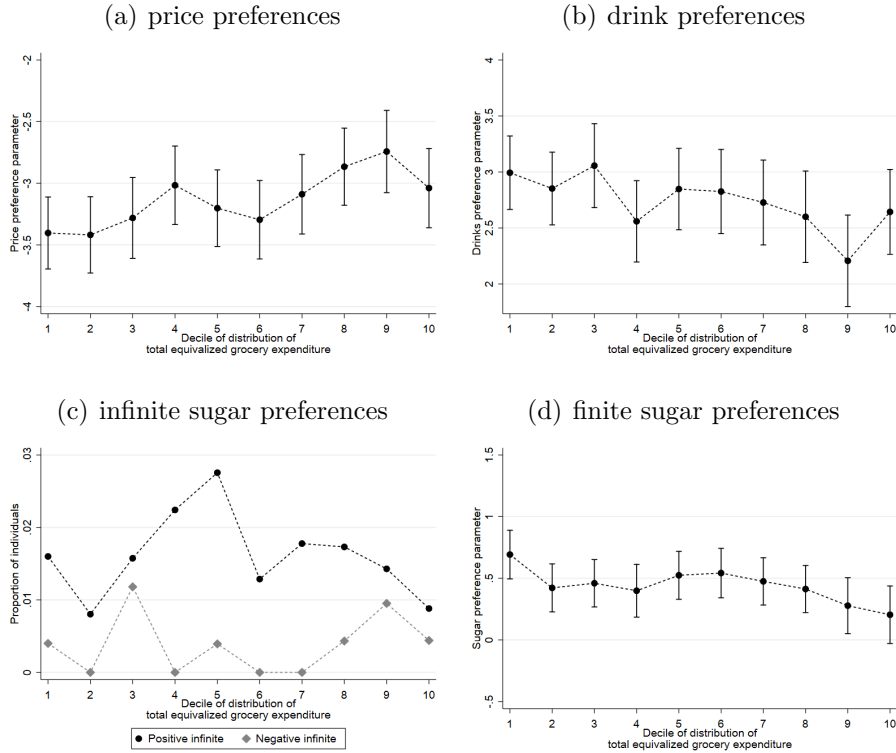 (a) price preferences
Price preference parameter
-2
-2.5
-3
-3.5
-4
1 2 3 4 5 6 7 8 9 10
Decile of distribution of
total equivalized grocery expenditure
(b) drink preferences
Drinks preference parameter
4
3.5
3
2.5
2
1 2 3 4 5 6 7 8 9 10
Decile of distribution of
total equivalized grocery expenditure
(c) infinite sugar preferences
Proportion of individuals
.03
.02
.01
0
1 2 3 4 5 6 7 8 9 10
Decile of distribution of
total equivalized grocery expenditure
Positive infinite Negative infinite
(d) finite sugar preferences
Sugar preference parameter
1.5
1
.5
0
-.5
1 2 3 4 5 6 7 8 9 10
Decile of distribution of
total equivalized grocery expenditure